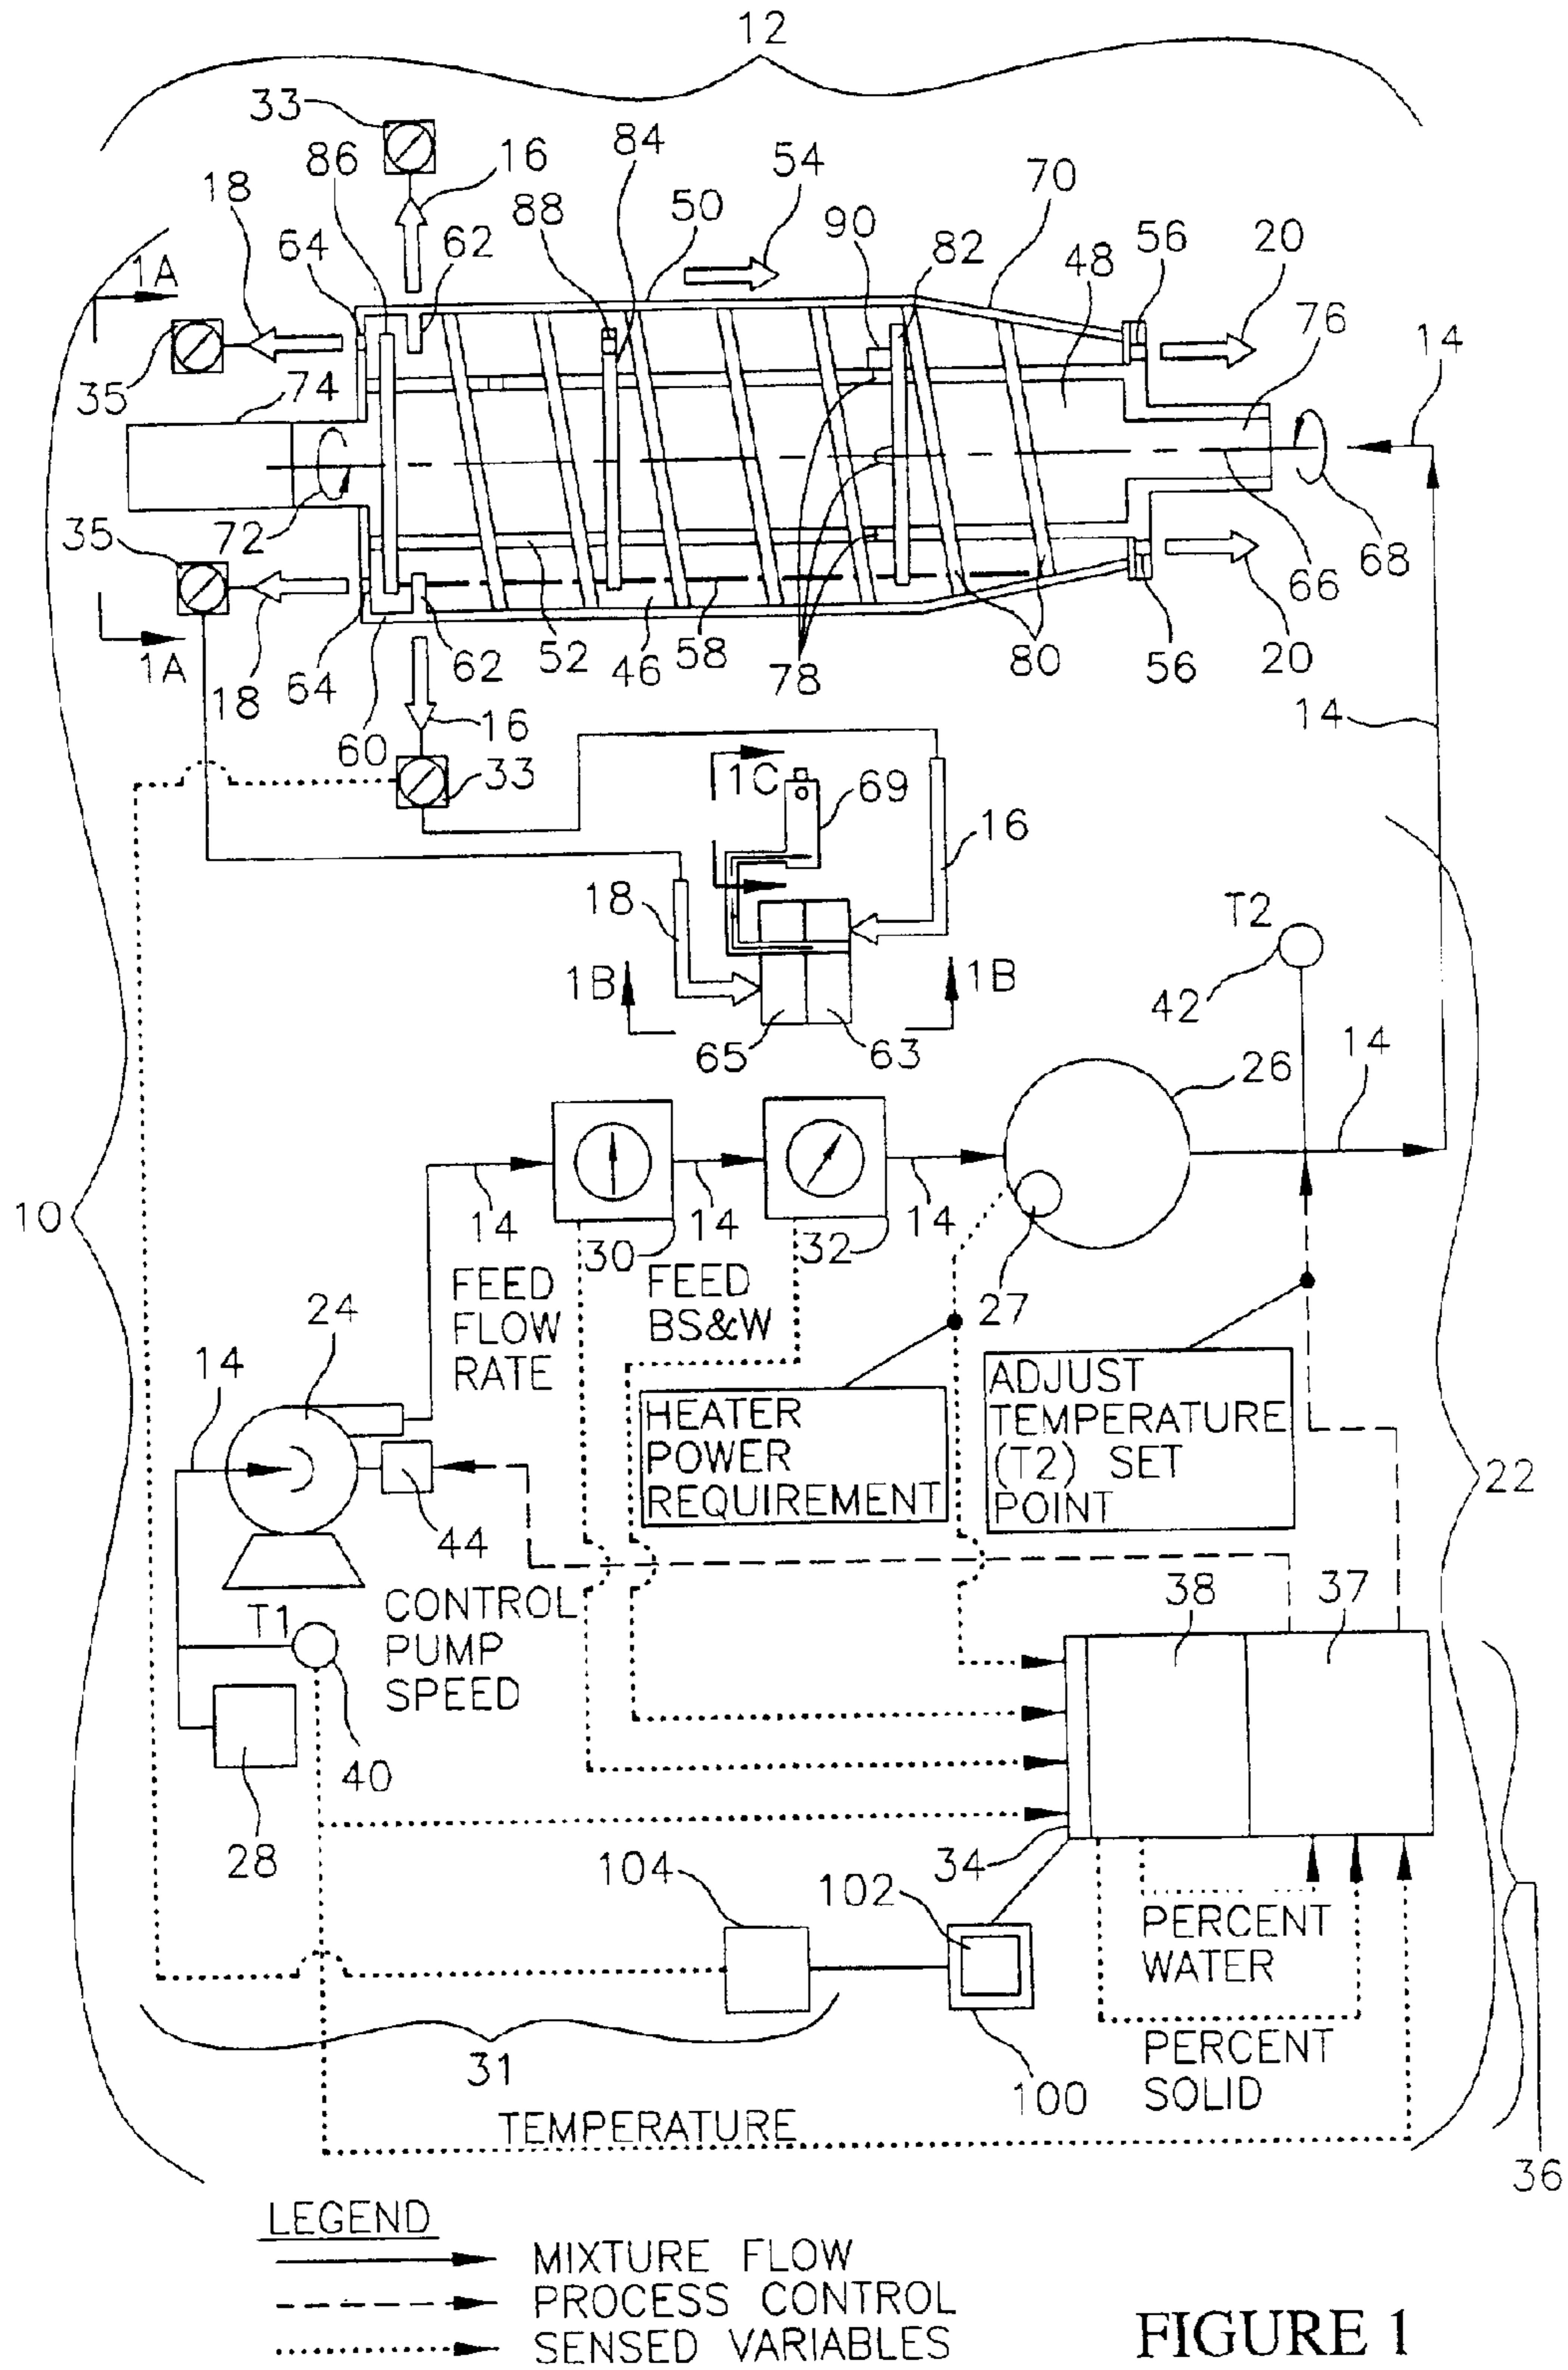 12
33
86
16
84
54
18
88
50
70
64
62
90
82
56
20
1A
48
76
35
14
74
35
72
66
68
1A
18
64
52
46
58
78
80
56
20
62
60
16
14
33
1C
69
16
18
T2
1B
1B
42
65
63
14
26
10
14
14
14
30
32
27
FEED
FLOW
RATE
FEED
BS&W
24
14
HEATER
POWER
REQUIREMENT
ADJUST
TEMPERATURE
(T2) SET
POINT
22
44
CONTROL
PUMP
SPEED
T1
38
37
40
28
34
104
102
PERCENT
WATER
31
100
PERCENT
SOLID
TEMPERATURE
36
LEGEND
MIXTURE FLOW
PROCESS CONTROL
SENSED VARIABLES
FIGURE 1